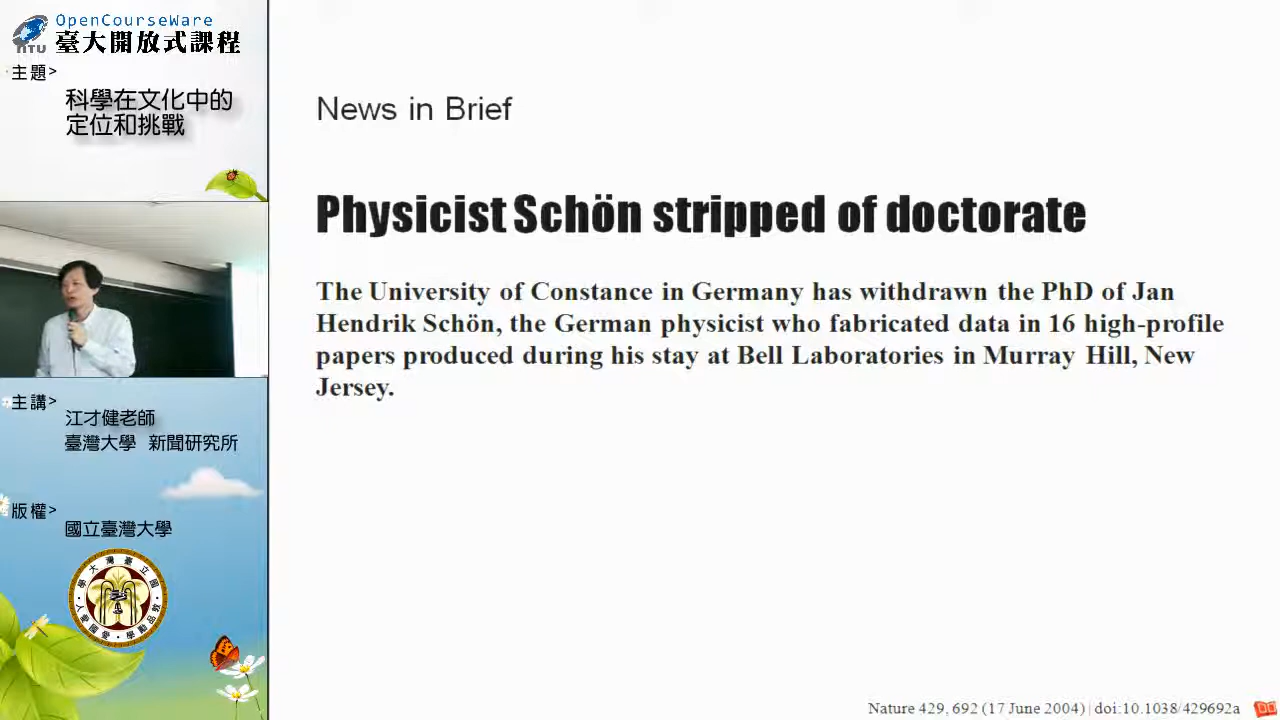 OpenCourseWare
NTU
臺大開放式課程
主題>
科學在文化中的
定位和挑戰
主講>
江才健老師
臺灣大學 新聞研究所
版權>
國立臺灣大學
News in Brief
Physicist Schön stripped of doctorate
The University of Constance in Germany has withdrawn the PhD of Jan
Hendrik Schön, the German physicist who fabricated data in 16 high-profile
papers produced during his stay at Bell Laboratories in Murray Hill, New
Jersey.
Nature 429, 692 (17 June 2004) | doi:10.1038/429692a